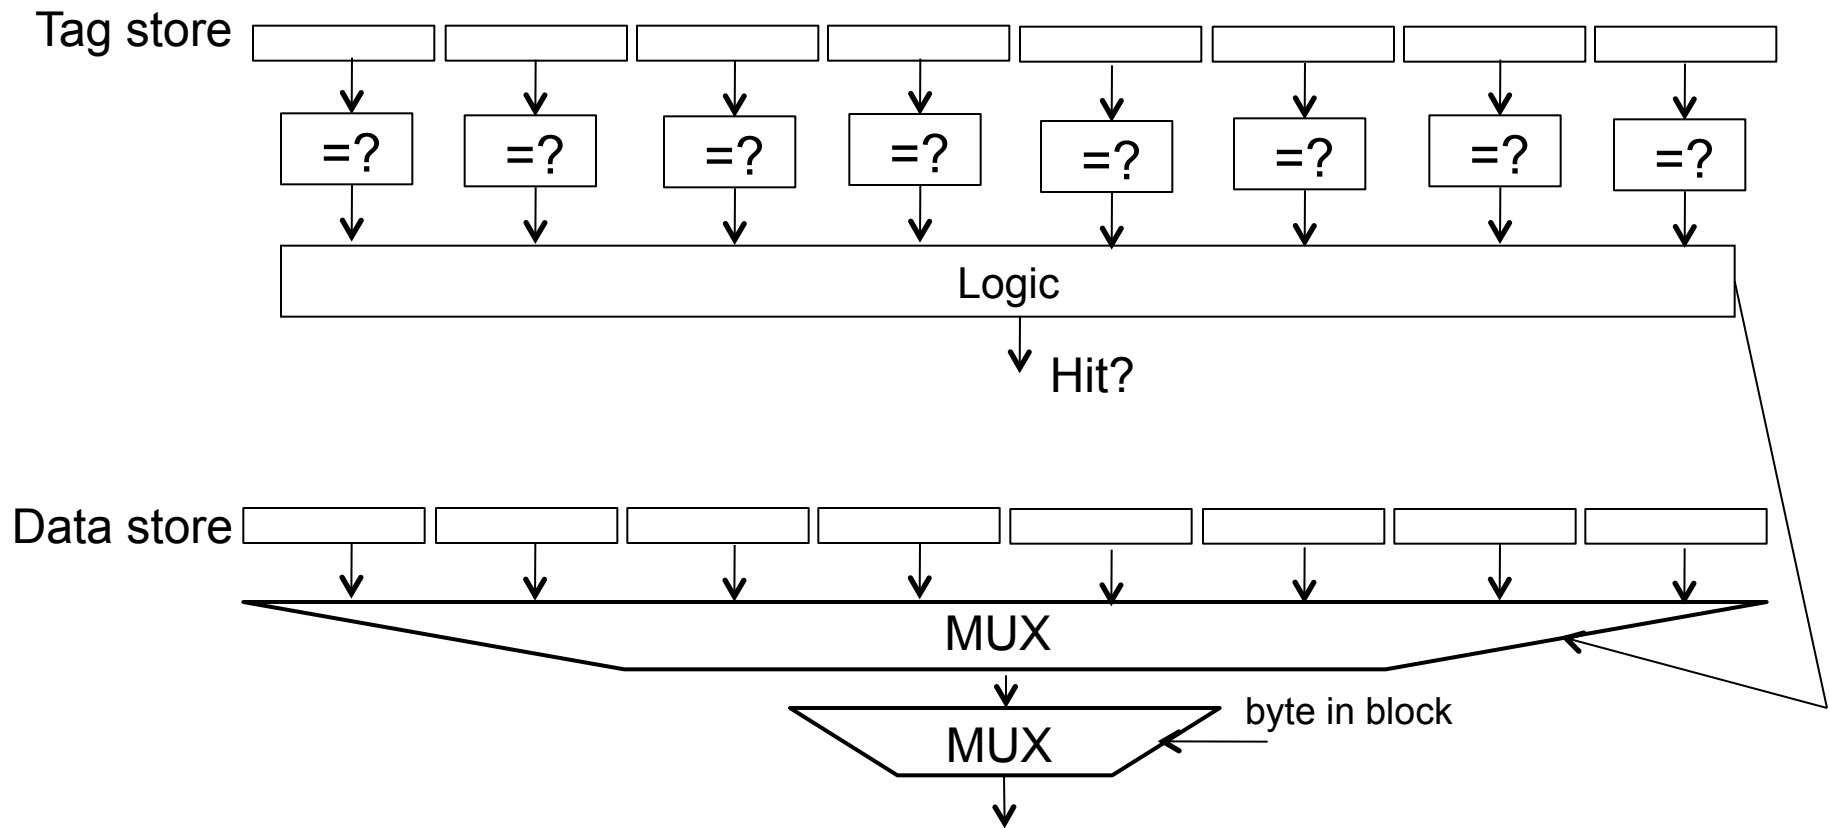 Tag store
=? =? =? =? =? =? =? =?
Logic
Hit?
Data store
MUX
byte in block
MUX